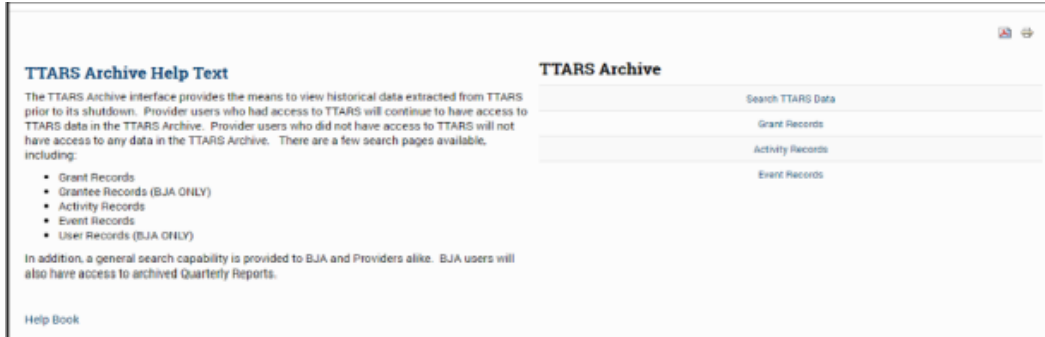 TTARS Archive Help Text
The TTARS Archive interface provides the means to view historical data extracted from TTARS
prior to its shutdown. Provider users who had access to TTARS will continue to have access to
TTARS data in the TTARS Archive. Provider users who did not have access to TTARS will not
have access to any data in the TTARS Archive. There are a few search pages available,
including:
• Grant Records
• Grantee Records (BJA ONLY)
• Activity Records
• Event Records
• User Records (BJA ONLY)
In addition, a general search capability is provided to BJA and Providers alike. BJA users will
also have access to archived Quarterly Reports.
Help Book
TTARS Archive
Search TTARS Data
Grant Records
Activity Records
Event Records